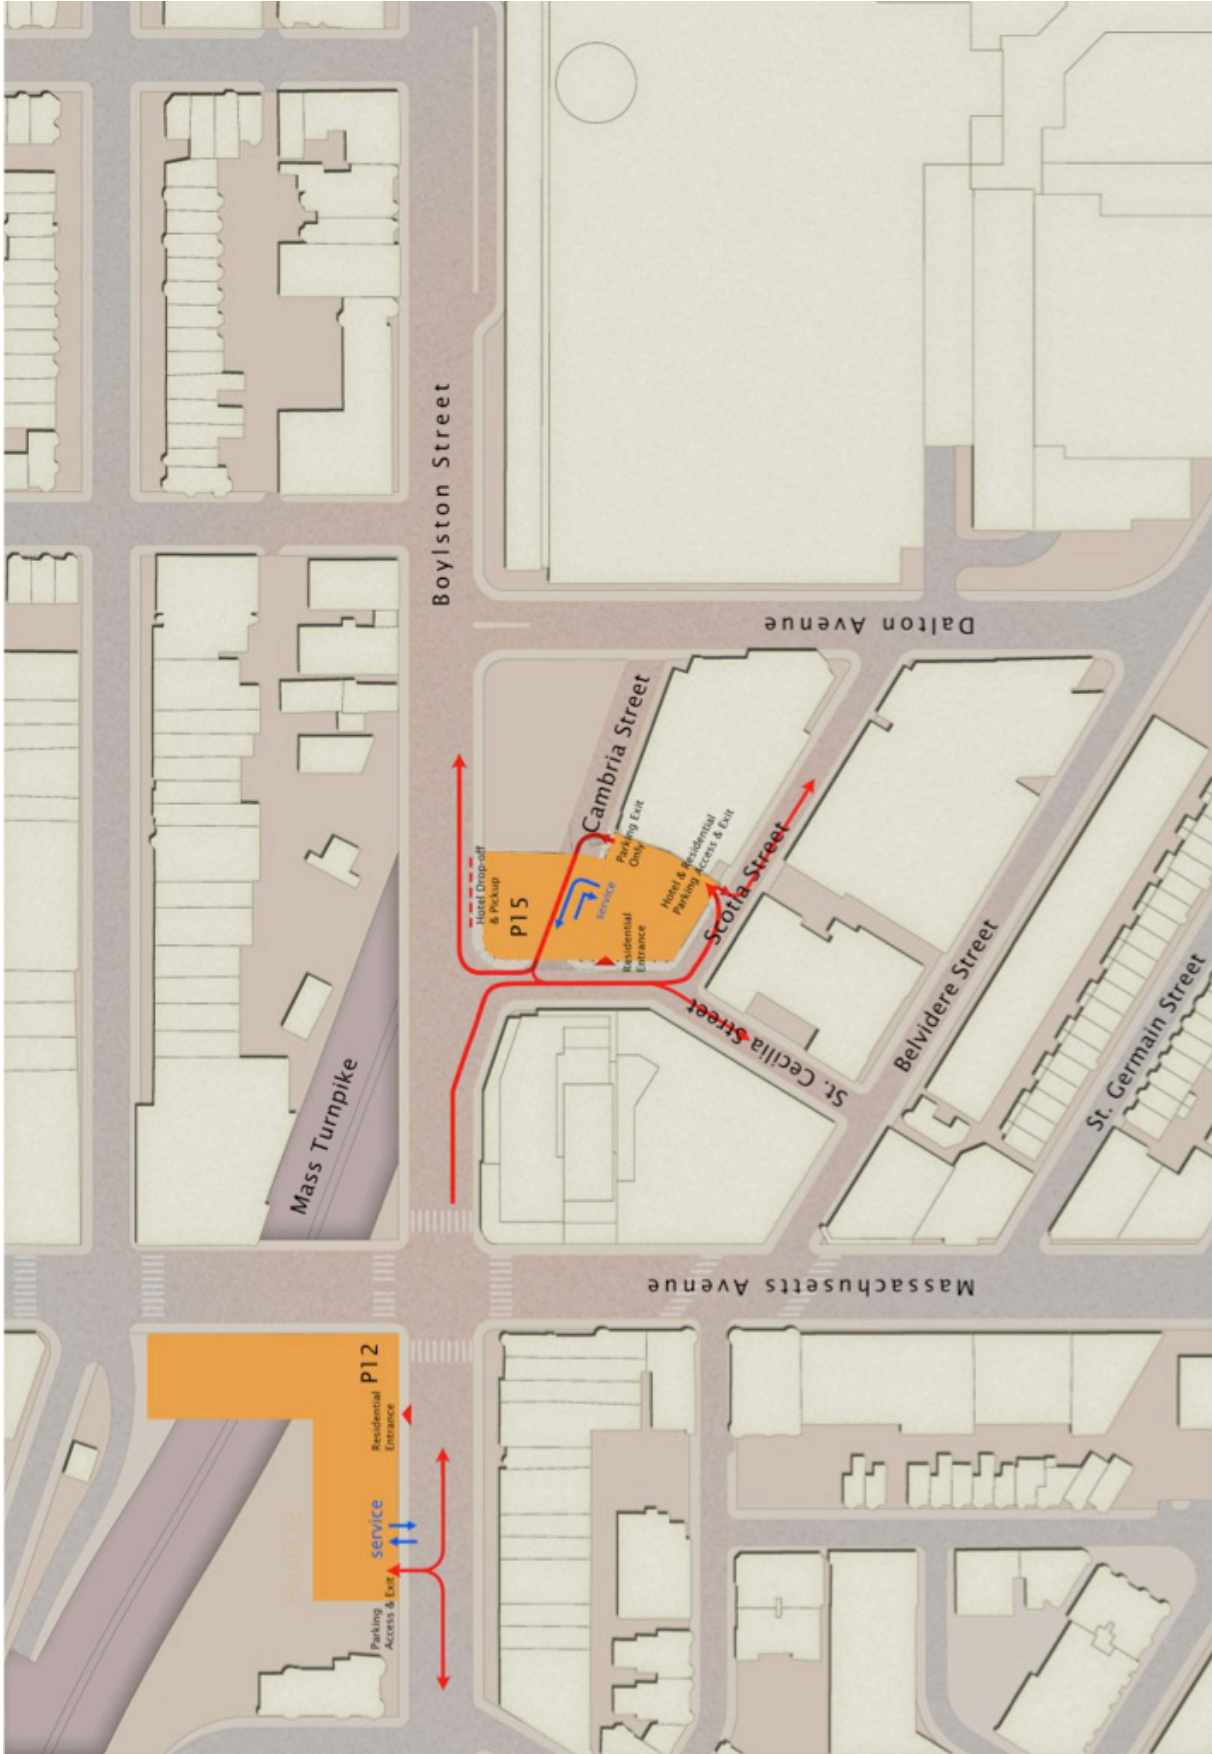 Boylston Street
Dalton Avenue
Cambria Street
Hotel Drop-off
& Pickup
P15
service
Parking Exit
Only
Hotel & Residential
Parking Access & Exit
Residential
Entrance
Scotia Street
St. Cecilia Street
Belvidere Street
St. Germain Street
Mass Turnpike
Massachusetts Avenue
P12
Residential
Entrance
service
Parking
Access & Exit